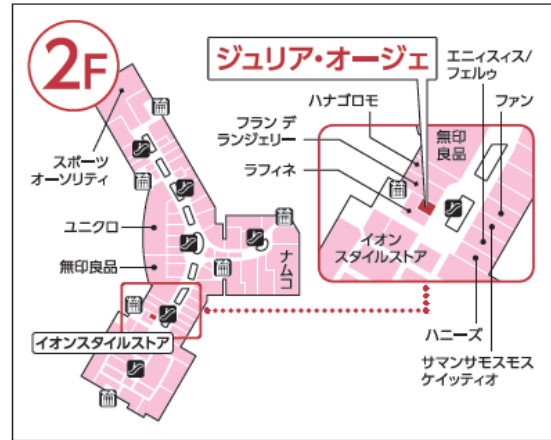 2F
ジュリア・オージェ
スポーツ
オーソリティ
ユニクロ
無印良品
イオンスタイルストア
ナムコ
ハナゴロモ
フラン デ
ランジェリー
ラフィネ
無印
良品
エニィスィス/
フェルゥ
ファン
イオン
スタイルストア
ハニーズ
サマンサモスモス
ケイッティオ